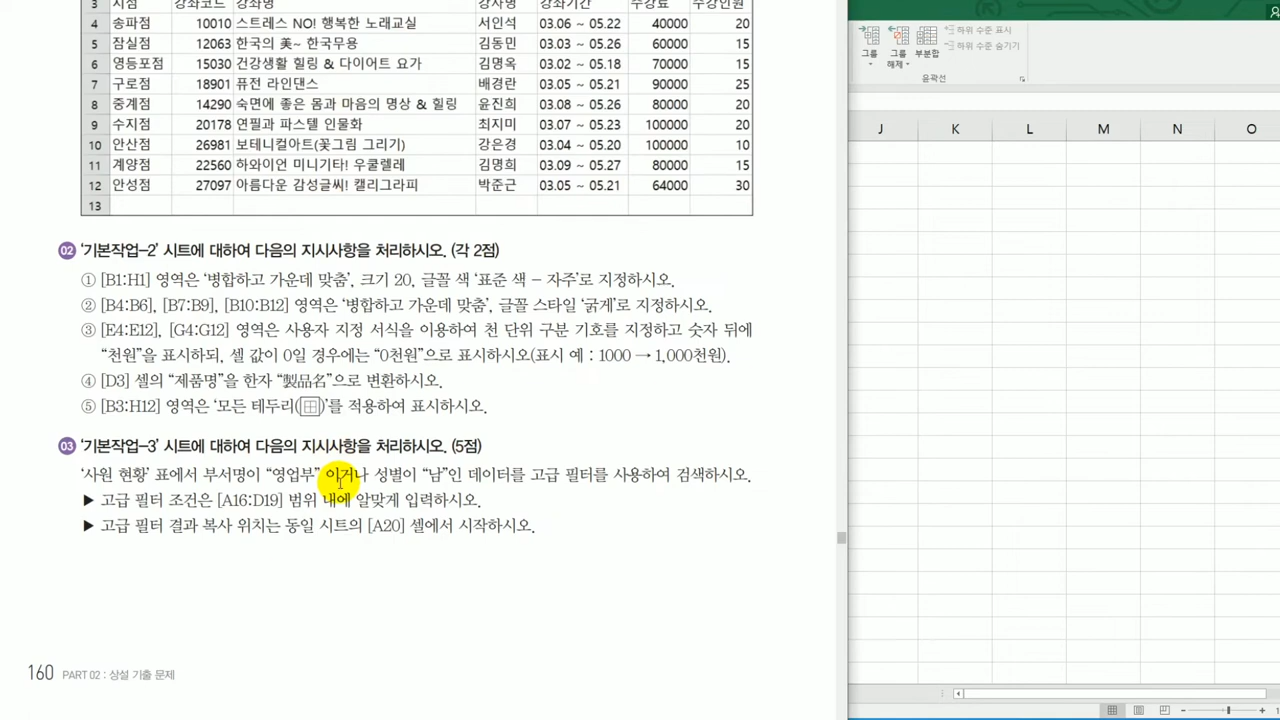 3 지점 강좌코드 강좌명 강사명 강좌기간 수강료 수강인원
4 송파점 10010 스트레스 NO! 행복한 노래교실 서인석 03.06 ~ 05.22 40000 20
5 잠실점 12063 한국의 美~ 한국무용 김동민 03.03 ~ 05.26 60000 15
6 영등포점 15030 건강생활 힐링 & 다이어트 요가 김명옥 03.02 ~ 05.18 70000 15
7 구로점 18901 퓨전 라인댄스 배경란 03.05 ~ 05.21 90000 25
8 중계점 14290 숙면에 좋은 몸과 마음의 명상 & 힐링 윤진희 03.08 ~ 05.26 80000 20
9 수지점 20178 연필과 파스텔 인물화 최지미 03.07 ~ 05.23 100000 20
10 안산점 26981 보테니컬아트(꽃그림 그리기) 강은경 03.04 ~ 05.20 100000 10
11 계양점 22560 하와이언 미니기타! 우쿨렐레 김명희 03.09 ~ 05.27 80000 15
12 안성점 27097 아름다운 감성글씨! 캘리그라피 박준근 03.05 ~ 05.21 64000 30
13
02 '기본작업-2' 시트에 대하여 다음의 지시사항을 처리하시오. (각 2점)
① [B1:H1] 영역은 '병합하고 가운데 맞춤', 크기 20, 글꼴 색 '표준 색 - 자주'로 지정하시오.
② [B4:B6], [B7:B9], [B10:B12] 영역은 '병합하고 가운데 맞춤', 글꼴 스타일 '굵게'로 지정하시오.
③ [E4:E12], [G4:G12] 영역은 사용자 지정 서식을 이용하여 천 단위 구분 기호를 지정하고 숫자 뒤에
"천원"을 표시하되, 셀 값이 0일 경우에는 "0천원"으로 표시하시오(표시 예 : 1000 → 1,000천원).
④ [D3] 셀의 "제품명"을 한자 "製品名"으로 변환하시오.
⑤ [B3:H12] 영역은 '모든 테두리(田)'를 적용하여 표시하시오.
03 '기본작업-3' 시트에 대하여 다음의 지시사항을 처리하시오. (5점)
'사원 현황' 표에서 부서명이 "영업부" 이거나 성별이 "남"인 데이터를 고급 필터를 사용하여 검색하시오.
▶ 고급 필터 조건은 [A16:D19] 범위 내에 알맞게 입력하시오.
▶ 고급 필터 결과 복사 위치는 동일 시트의 [A20] 셀에서 시작하시오.
160 PART 02 : 상설 기출 문제
하위 수준 표시
하위 수준 숨기기
그룹 그룹 해제 부분합
윤곽선
J K L M N O